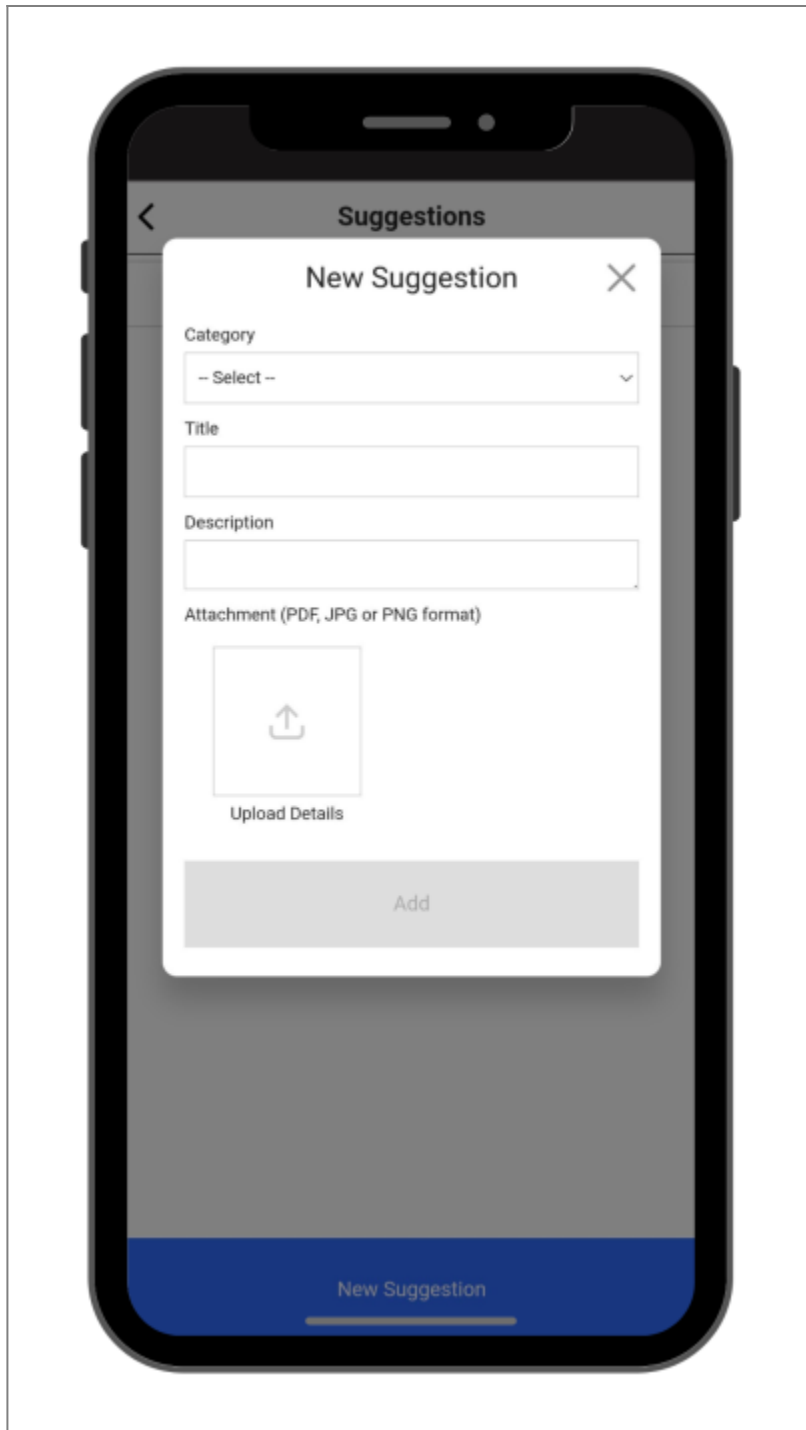 Suggestions
New Suggestion
Category
-- Select --
Title
Description
Attachment (PDF, JPG or PNG format)
Upload Details
Add
New Suggestion